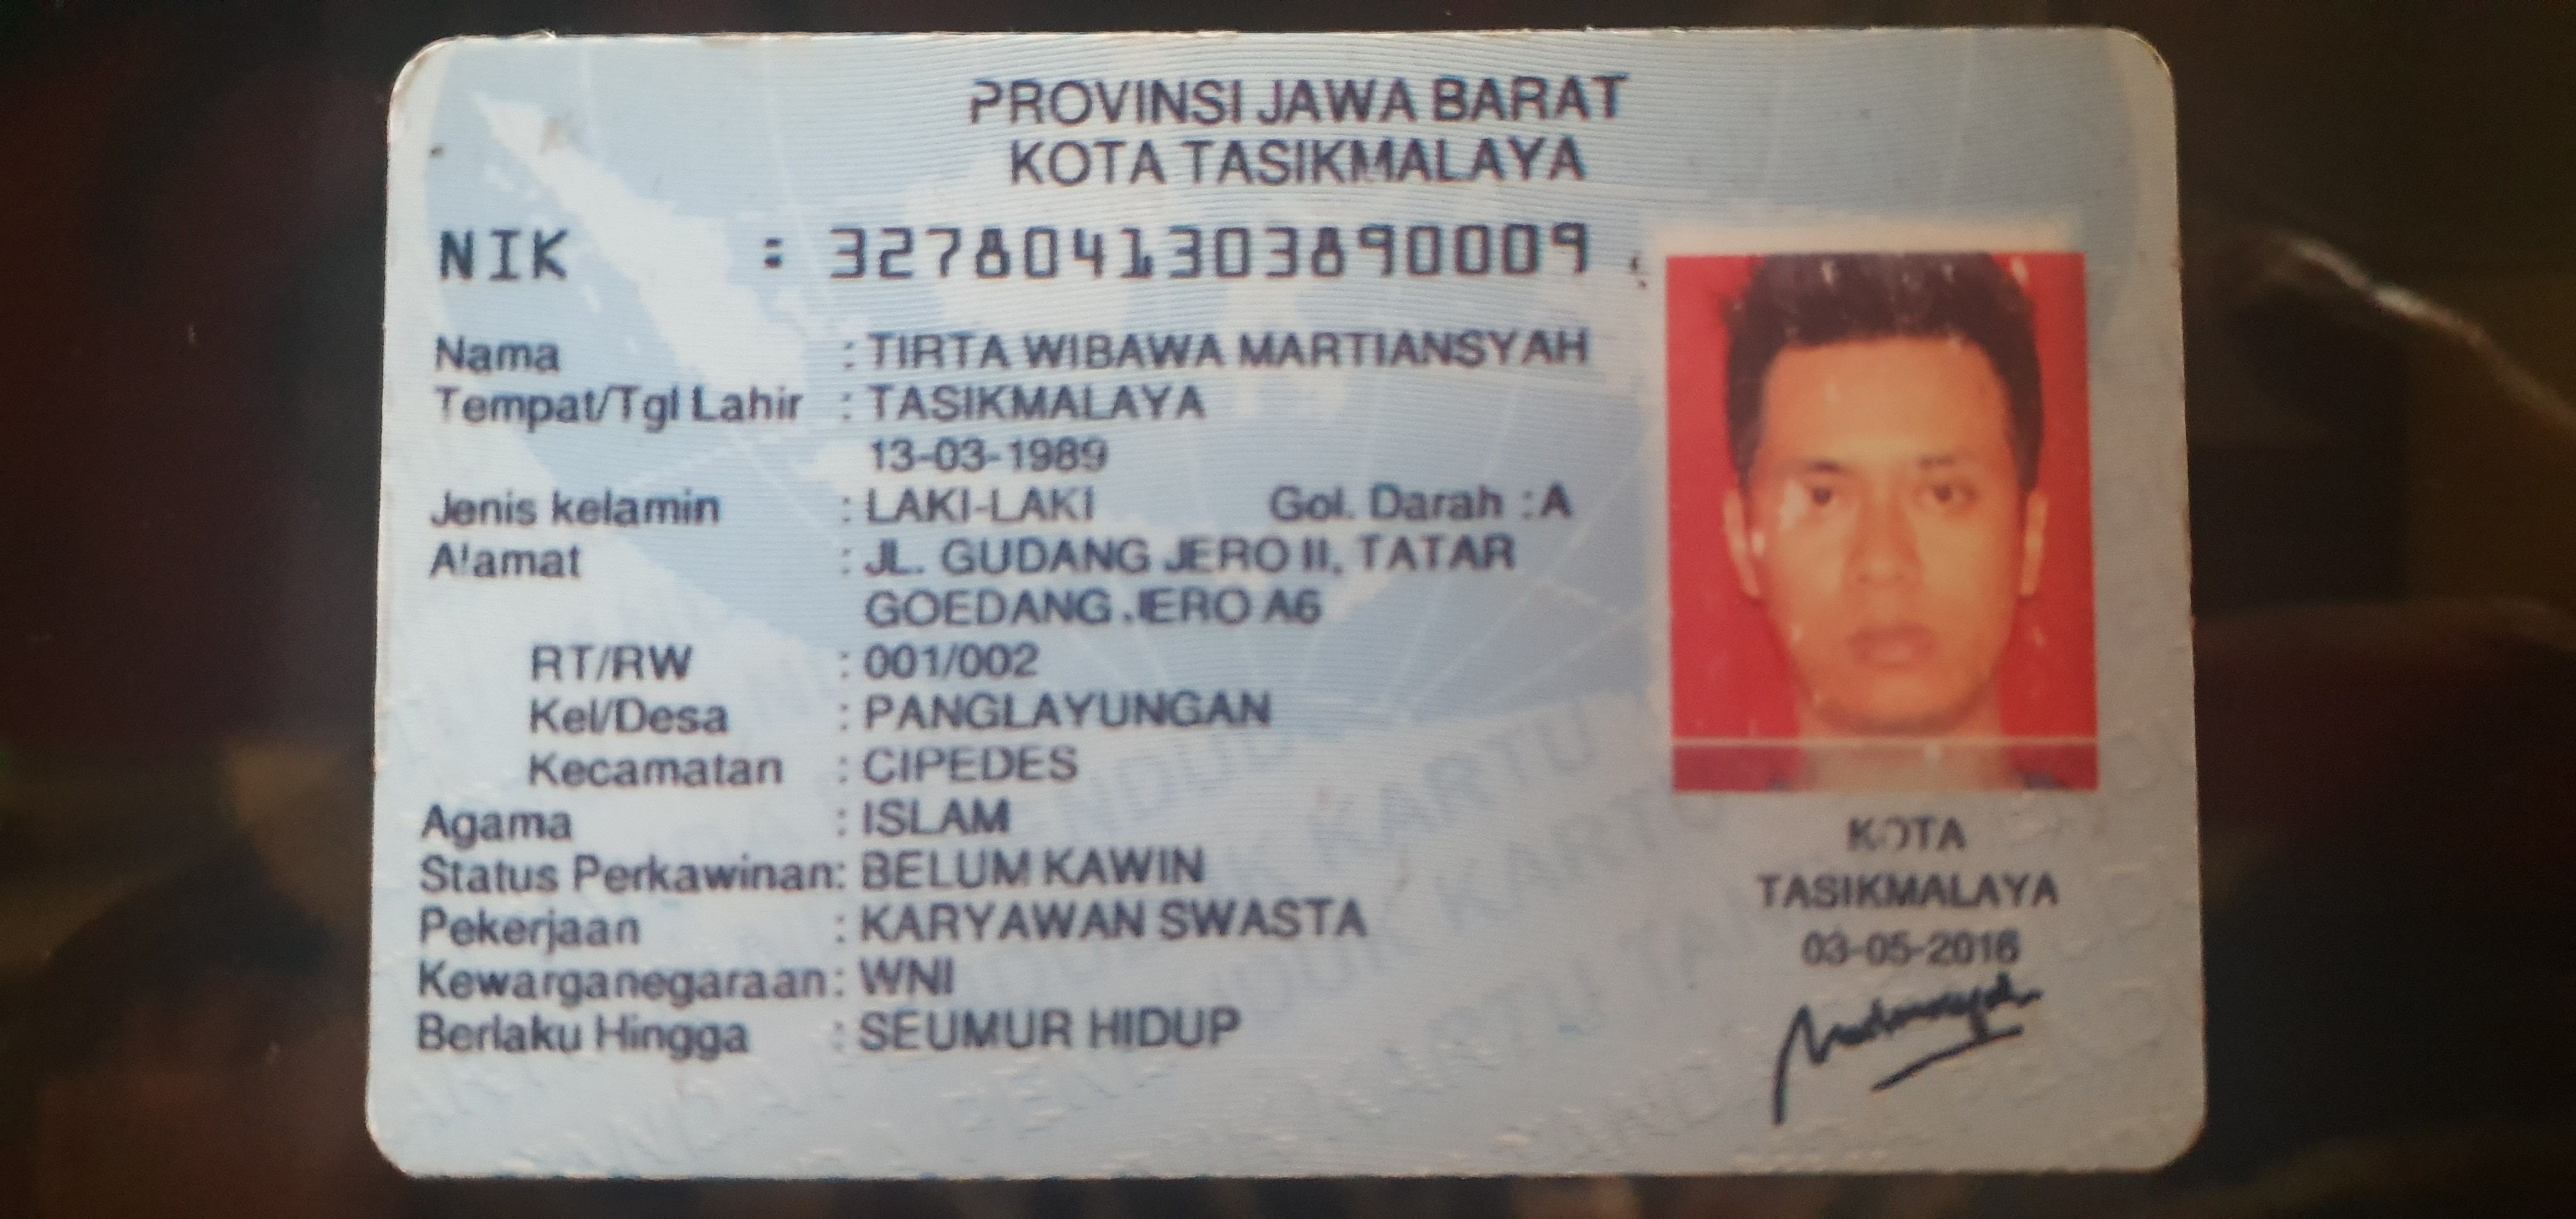 PROVINSI JAWA BARAT
KOTA TASIKMALAYA
NIK : 3278041303890009
Nama : TIRTA WIBAWA MARTIANSYAH
Tempat/Tgl Lahir : TASIKMALAYA
13-03-1989
Jenis kelamin : LAKI-LAKI Gol. Darah : A
Alamat : JL. GUDANG JERO II, TATAR
GOEDANG JERO A6
RT/RW : 001/002
Kel/Desa : PANGLAYUNGAN
Kecamatan : CIPEDES
Agama : ISLAM
Status Perkawinan: BELUM KAWIN
Pekerjaan : KARYAWAN SWASTA
Kewarganegaraan: WNI
Berlaku Hingga : SEUMUR HIDUP
KOTA
TASIKMALAYA
03-05-2016